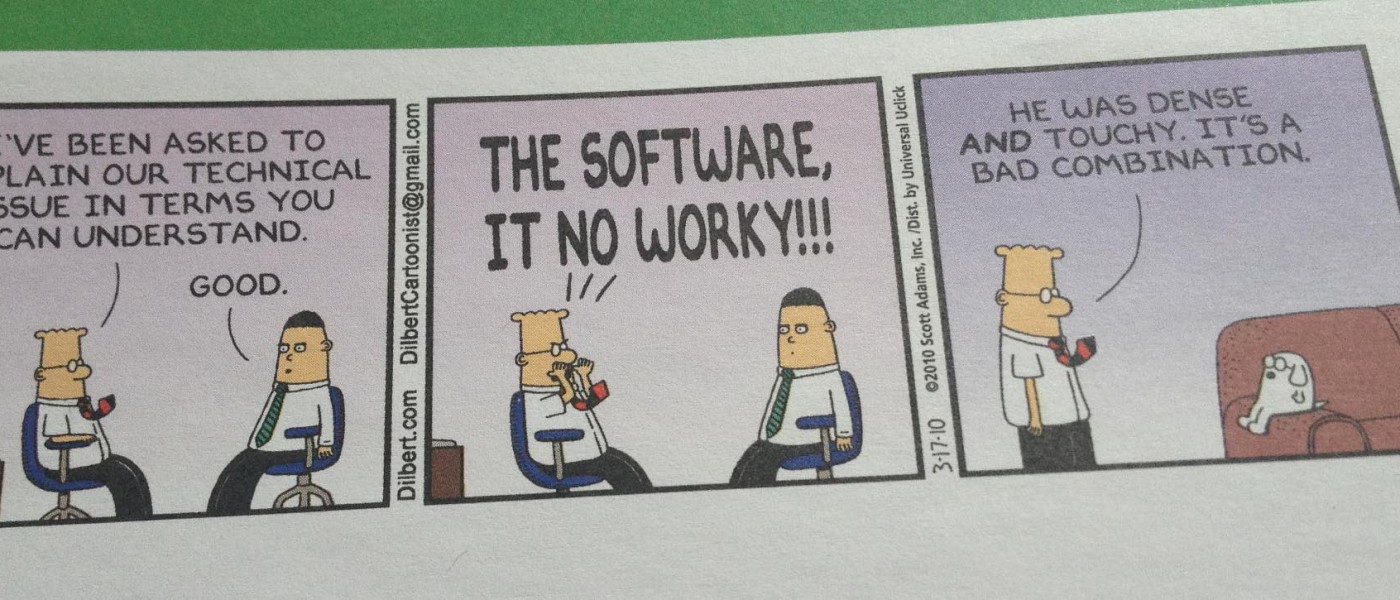 'VE BEEN ASKED TO
PLAIN OUR TECHNICAL
SSUE IN TERMS YOU
CAN UNDERSTAND.
GOOD.
Dilbert.com DilbertCartoonist@gmail.com
THE SOFTWARE,
IT NO WORKY!!!
3-17-10 ©2010 Scott Adams, Inc. /Dist. by Universal Uclick
HE WAS DENSE
AND TOUCHY. IT'S A
BAD COMBINATION.